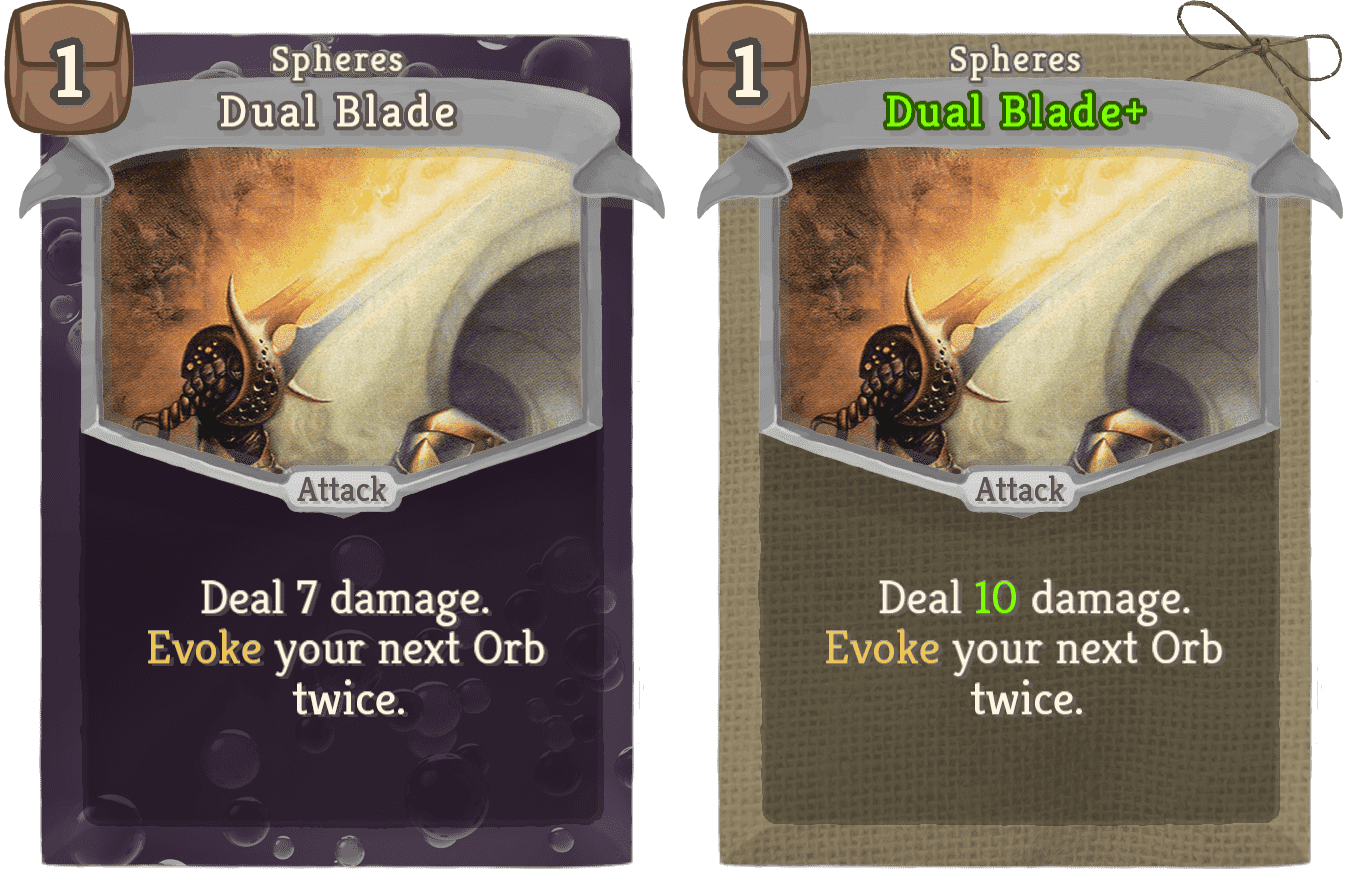 1
Spheres
Dual Blade
Attack
Deal 7 damage.
Evoke your next Orb
twice.
1
Spheres
Dual Blade+
Attack
Deal 10 damage.
Evoke your next Orb
twice.